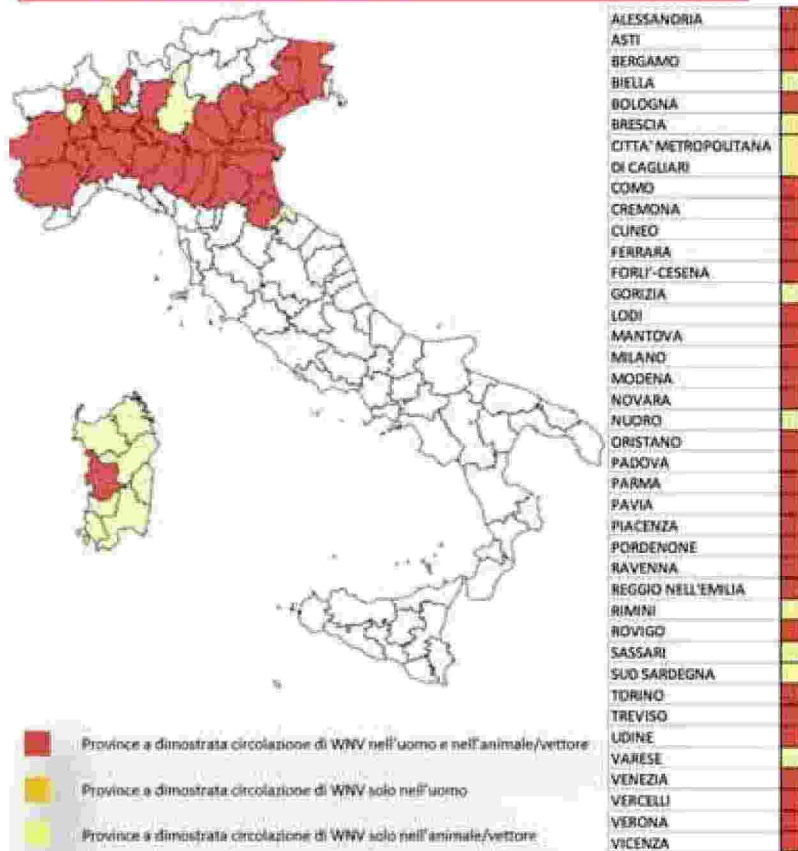 ALESSANDRIA
ASTI
BERGAMO
BIELLA
BOLOGNA
BRESCIA
CITTA' METROPOLITANA
DI CAGLIARI
COMO
CREMONA
CUNEO
FERRARA
FORLI'-CESENA
GORIZIA
LODI
MANTOVA
MILANO
MODENA
NOVARA
NUORO
ORISTANO
PADOVA
PARMA
PAVIA
PIACENZA
PORDENONE
RAVENNA
REGGIO NELL'EMILIA
RIMINI
ROVIGO
SASSARI
SUD SARDEGNA
TORINO
TREVISO
UDINE
VARESE
VENEZIA
VERCELLI
VERONA
VICENZA
Province a dimostrata circolazione di WNV nell'uomo e nell'animale/vettore
Province a dimostrata circolazione di WNV solo nell'uomo
Province a dimostrata circolazione di WNV solo nell'animale/vettore